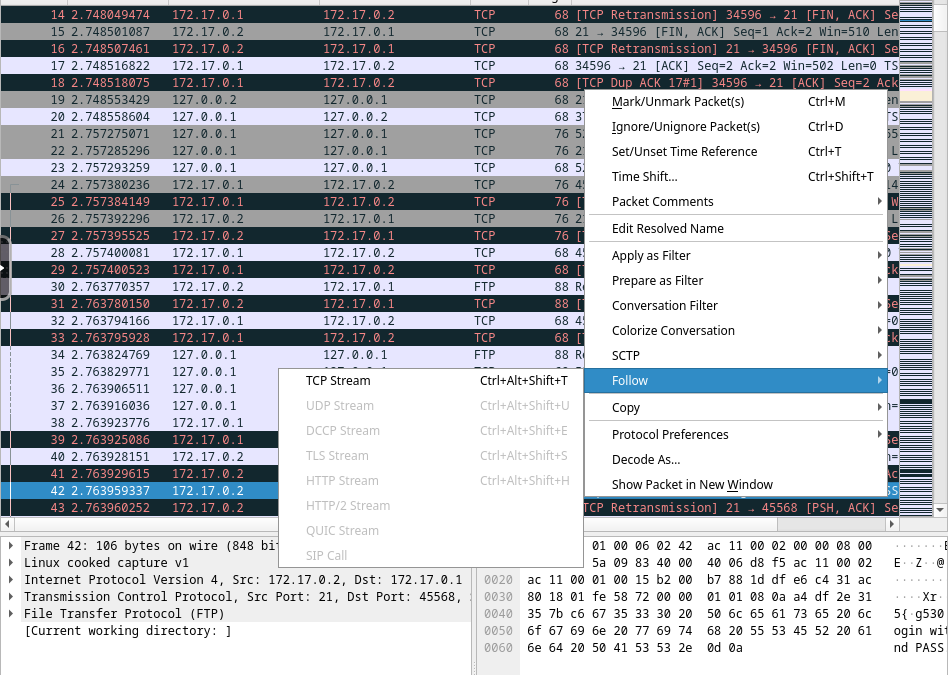 14 2.748049474 172.17.0.1 172.17.0.2 TCP 68 [TCP Retransmission] 34596 → 21 [FIN, ACK] Se
15 2.748501087 172.17.0.2 172.17.0.1 TCP 68 21 → 34596 [FIN, ACK] Seq=1 Ack=2 Win=510 Len
16 2.748507461 172.17.0.2 172.17.0.1 TCP 68 [TCP Retransmission] 21 → 34596 [FIN, ACK] Se
17 2.748516822 172.17.0.1 172.17.0.2 TCP 68 34596 → 21 [ACK] Seq=2 Ack=2 Win=502 Len=0 TS
18 2.748518075 172.17.0.1 172.17.0.2 TCP 68 [TCP Dup ACK 17#1] 34596 → 21 [ACK] Seq=2 Ack
19 2.748553429 127.0.0.2 127.0.0.1 TCP 68 2
20 2.748558604 127.0.0.1 127.0.0.2 TCP 68 3
21 2.757275071 127.0.0.1 127.0.0.1 TCP 76 5
22 2.757285296 127.0.0.1 127.0.0.1 TCP 76 2
23 2.757293259 127.0.0.1 127.0.0.1 TCP 68 5
24 2.757380236 172.17.0.1 172.17.0.2 TCP 76 4
25 2.757384149 172.17.0.1 172.17.0.2 TCP 76 [
26 2.757392296 172.17.0.2 172.17.0.1 TCP 76 2
27 2.757395525 172.17.0.2 172.17.0.1 TCP 76 [
28 2.757400081 172.17.0.1 172.17.0.2 TCP 68 4
29 2.757400523 172.17.0.1 172.17.0.2 TCP 68 [
30 2.763770357 172.17.0.2 172.17.0.1 FTP 88 R
31 2.763780150 172.17.0.2 172.17.0.1 TCP 88 [
32 2.763794166 172.17.0.1 172.17.0.2 TCP 68 4
33 2.763795928 172.17.0.1 172.17.0.2 TCP 68 [
34 2.763824769 127.0.0.1 127.0.0.1 FTP 88 R
35 2.763829771 127.0.0.1
36 2.763906511 127.0.0.1
37 2.763916036 127.0.0.1
38 2.763923776 172.17.0.1
39 2.763925086 172.17.0.1
40 2.763928151 172.17.0.2
41 2.763929615 172.17.0.2
42 2.763959337 172.17.0.2
43 2.763960252 172.17.0.2 [TCP Retransmission] 21 → 45568 [PSH, ACK] Se
Mark/Unmark Packet(s) Ctrl+M
Ignore/Unignore Packet(s) Ctrl+D
Set/Unset Time Reference Ctrl+T
Time Shift... Ctrl+Shift+T
Packet Comments
Edit Resolved Name
Apply as Filter
Prepare as Filter
Conversation Filter
Colorize Conversation
SCTP
Follow
Copy
Protocol Preferences
Decode As...
Show Packet in New Window
TCP Stream Ctrl+Alt+Shift+T
UDP Stream Ctrl+Alt+Shift+U
DCCP Stream Ctrl+Alt+Shift+E
TLS Stream Ctrl+Alt+Shift+S
HTTP Stream Ctrl+Alt+Shift+H
HTTP/2 Stream
QUIC Stream
SIP Call
Frame 42: 106 bytes on wire (848 bi
Linux cooked capture v1
Internet Protocol Version 4, Src: 172.17.0.2, Dst: 172.17.0.1
Transmission Control Protocol, Src Port: 21, Dst Port: 45568,
File Transfer Protocol (FTP)
[Current working directory: ]
01 00 06 02 42 ac 11 00 02 00 00 08 00 ·······E
5a 09 83 40 00 40 06 d8 f5 ac 11 00 02 E··Z··@
0020 ac 11 00 01 00 15 b2 00 b7 88 1d df e6 c4 31 ac ·······
0030 80 18 01 fe 58 72 00 00 01 01 08 0a a4 df 2e 31 ····Xr·
0040 35 7b c6 67 35 33 30 20 50 6c 65 61 73 65 20 6c 5{·g530
0050 6f 67 69 6e 20 77 69 74 68 20 55 53 45 52 20 61 ogin wit
0060 6e 64 20 50 41 53 53 2e 0d 0a nd PASS